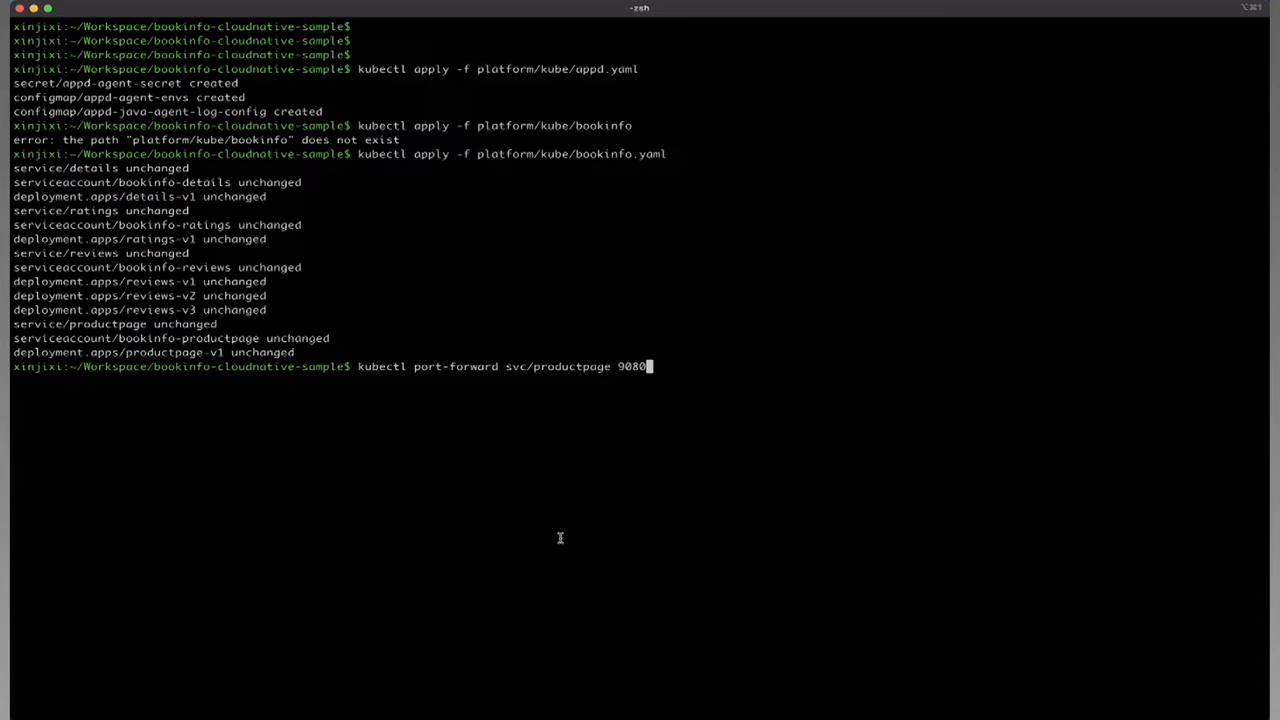 -zsh
⌥⌘1
xinjixi:~/Workspace/bookinfo-cloudnative-sample$
xinjixi:~/Workspace/bookinfo-cloudnative-sample$
xinjixi:~/Workspace/bookinfo-cloudnative-sample$
xinjixi:~/Workspace/bookinfo-cloudnative-sample$ kubectl apply -f platform/kube/appd.yaml
secret/appd-agent-secret created
configmap/appd-agent-envs created
configmap/appd-java-agent-log-config created
xinjixi:~/Workspace/bookinfo-cloudnative-sample$ kubectl apply -f platform/kube/bookinfo
error: the path "platform/kube/bookinfo" does not exist
xinjixi:~/Workspace/bookinfo-cloudnative-sample$ kubectl apply -f platform/kube/bookinfo.yaml
service/details unchanged
serviceaccount/bookinfo-details unchanged
deployment.apps/details-v1 unchanged
service/ratings unchanged
serviceaccount/bookinfo-ratings unchanged
deployment.apps/ratings-v1 unchanged
service/reviews unchanged
serviceaccount/bookinfo-reviews unchanged
deployment.apps/reviews-v1 unchanged
deployment.apps/reviews-v2 unchanged
deployment.apps/reviews-v3 unchanged
service/productpage unchanged
serviceaccount/bookinfo-productpage unchanged
deployment.apps/productpage-v1 unchanged
xinjixi:~/Workspace/bookinfo-cloudnative-sample$ kubectl port-forward svc/productpage 9080